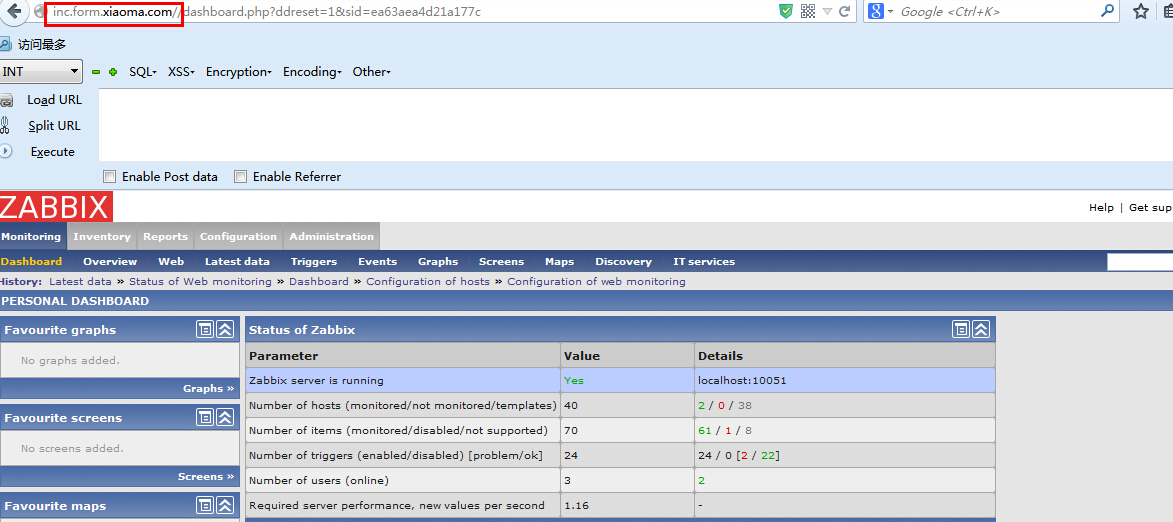 inc.form.xiaoma.com//dashboard.php?ddreset=1&sid=ea63aea4d21a177c
Google <Ctrl+K>
访问最多
INT SQL XSS Encryption Encoding Other
Load URL
Split URL
Execute
Enable Post data Enable Referrer
ZABBIX
Help | Get sup
Monitoring Inventory Reports Configuration Administration
Dashboard Overview Web Latest data Triggers Events Graphs Screens Maps Discovery IT services
History: Latest data » Status of Web monitoring » Dashboard » Configuration of hosts » Configuration of web monitoring
PERSONAL DASHBOARD
Favourite graphs
No graphs added.
Graphs »
Favourite screens
No screens added.
Screens »
Favourite maps
Status of Zabbix
Parameter Value Details
Zabbix server is running Yes localhost:10051
Number of hosts (monitored/not monitored/templates) 40 2 / 0 / 38
Number of items (monitored/disabled/not supported) 70 61 / 1 / 8
Number of triggers (enabled/disabled) [problem/ok] 24 24 / 0 [2 / 22]
Number of users (online) 3 2
Required server performance, new values per second 1.16 -